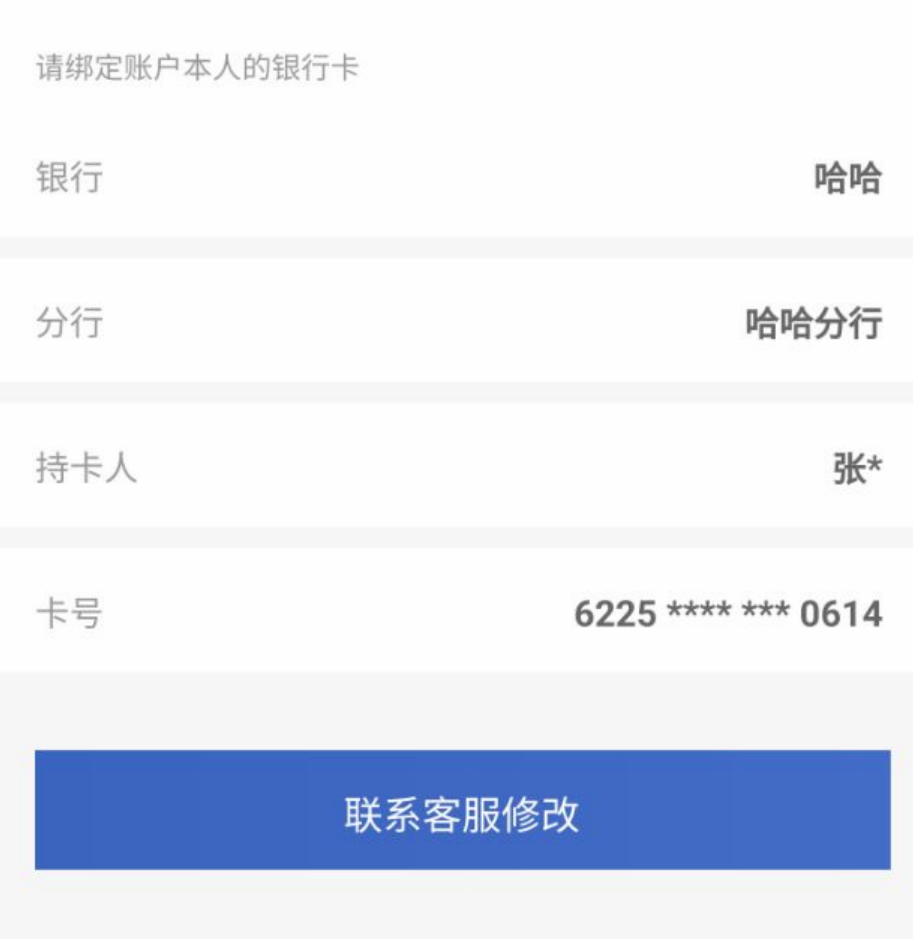 请绑定账户本人的银行卡
银行 哈哈
分行 哈哈分行
持卡人 张*
卡号 6225 **** *** 0614
联系客服修改